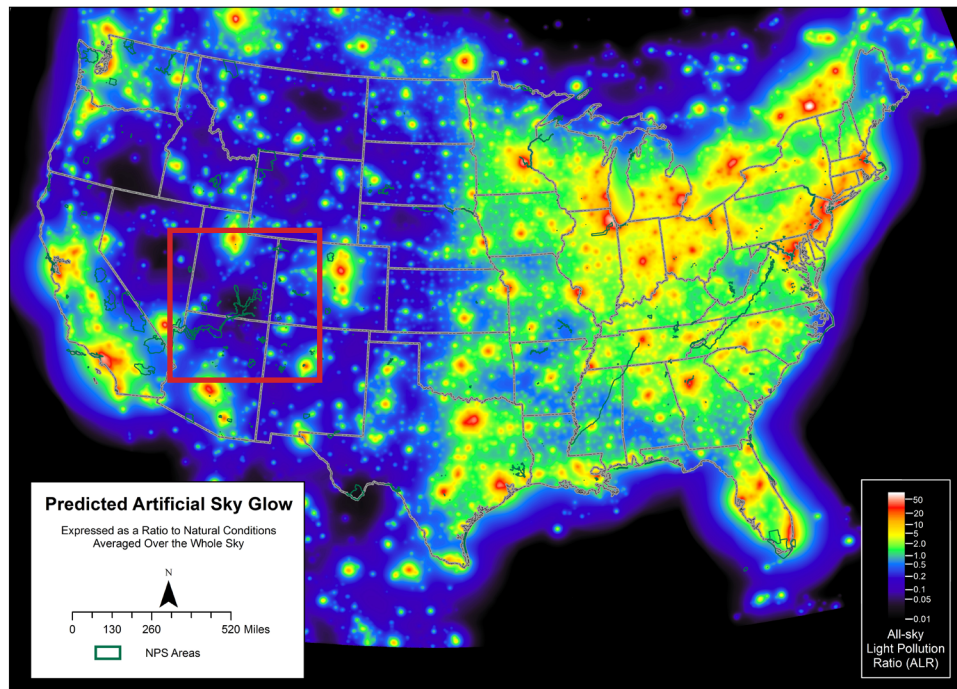 Predicted Artificial Sky Glow
Expressed as a Ratio to Natural Conditions
Averaged Over the Whole Sky
N
0 130 260 520 Miles
NPS Areas
50
20
10
5
2.0
1.0
0.5
0.2
0.1
0.05
0.01
All-sky
Light Pollution
Ratio (ALR)